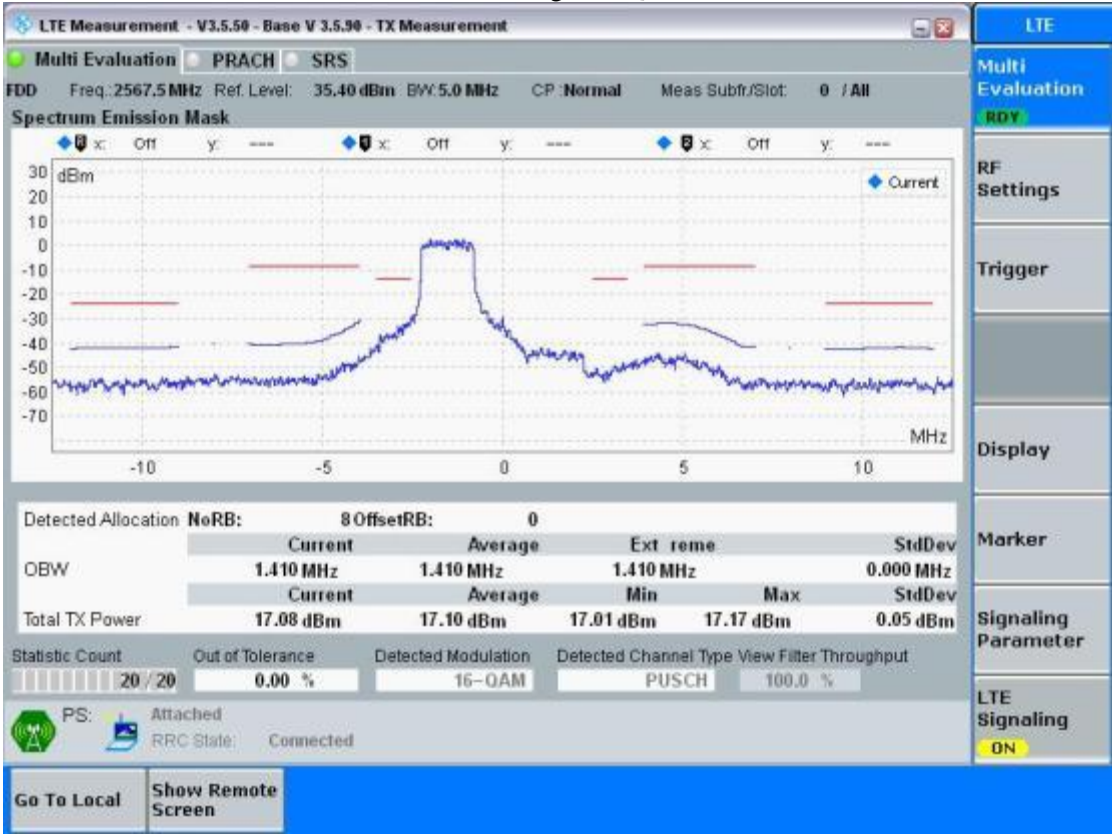 LTE Measurement - V3.5.50 - Base V 3.5.90 - TX Measurement
LTE
Multi Evaluation PRACH SRS
Multi Evaluation
RDY
FDD Freq.:2567.5 MHz Ref. Level: 35.40 dBm BW:5.0 MHz CP :Normal Meas Subfr./Slot: 0 / All
Spectrum Emission Mask
x: Off y: --- x: Off y: --- x: Off y: ---
30 dBm
Current
20
10
0
-10
-20
-30
-40
-50
-60
-70
MHz
-10 -5 0 5 10
RF
Settings
Trigger
Display
Marker
Signaling
Parameter
LTE
Signaling
ON
Detected Allocation NoRB: 8 OffsetRB: 0
Current Average Ext reme StdDev
OBW 1.410 MHz 1.410 MHz 1.410 MHz 0.000 MHz
Current Average Min Max StdDev
Total TX Power 17.08 dBm 17.10 dBm 17.01 dBm 17.17 dBm 0.05 dBm
Statistic Count Out of Tolerance Detected Modulation Detected Channel Type View Filter Throughput
20 / 20 0.00 % 16-QAM PUSCH 100.0 %
PS: Attached
RRC State: Connected
Go To Local
Show Remote
Screen